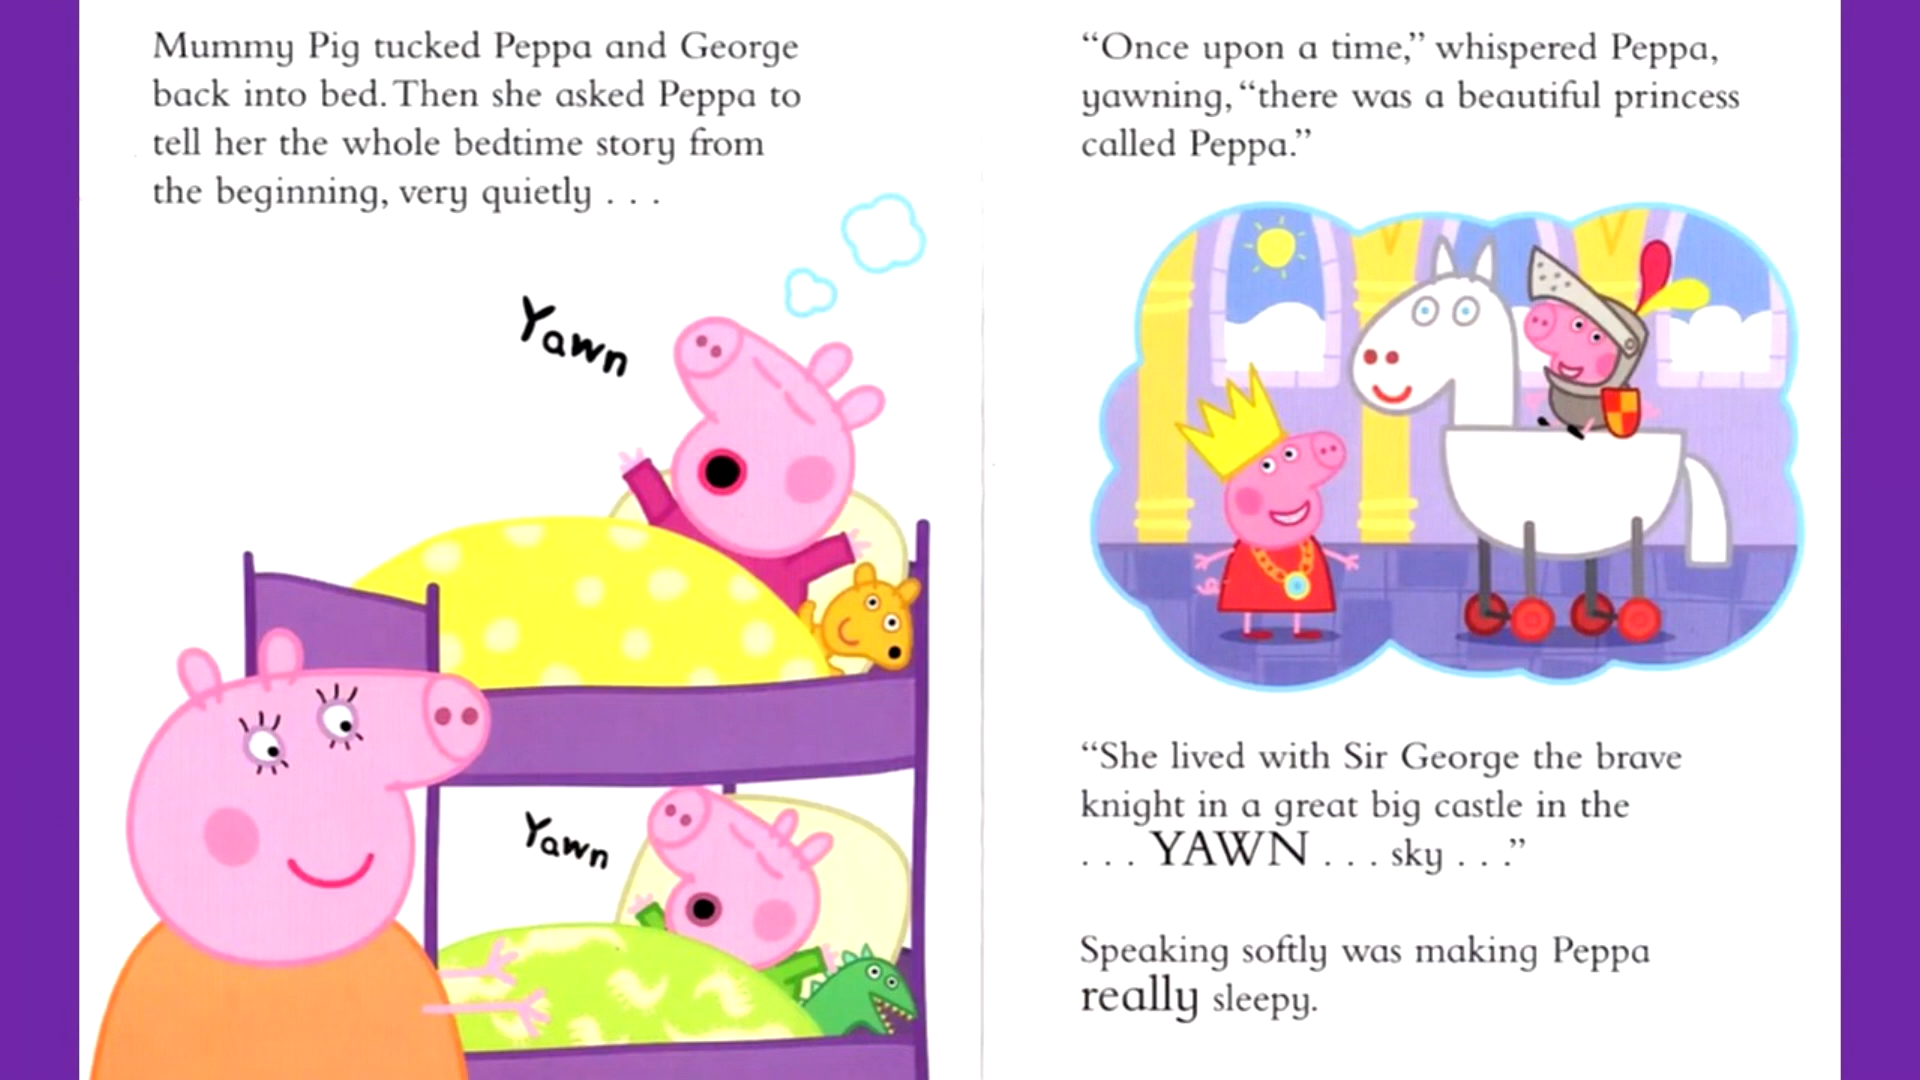 Mummy Pig tucked Peppa and George
back into bed. Then she asked Peppa to
tell her the whole bedtime story from
the beginning, very quietly . . .
Yawn
Yawn
“Once upon a time,” whispered Peppa,
yawning, “there was a beautiful princess
called Peppa.”
“She lived with Sir George the brave
knight in a great big castle in the
. . . YAWN . . . sky . . .”
Speaking softly was making Peppa
really sleepy.